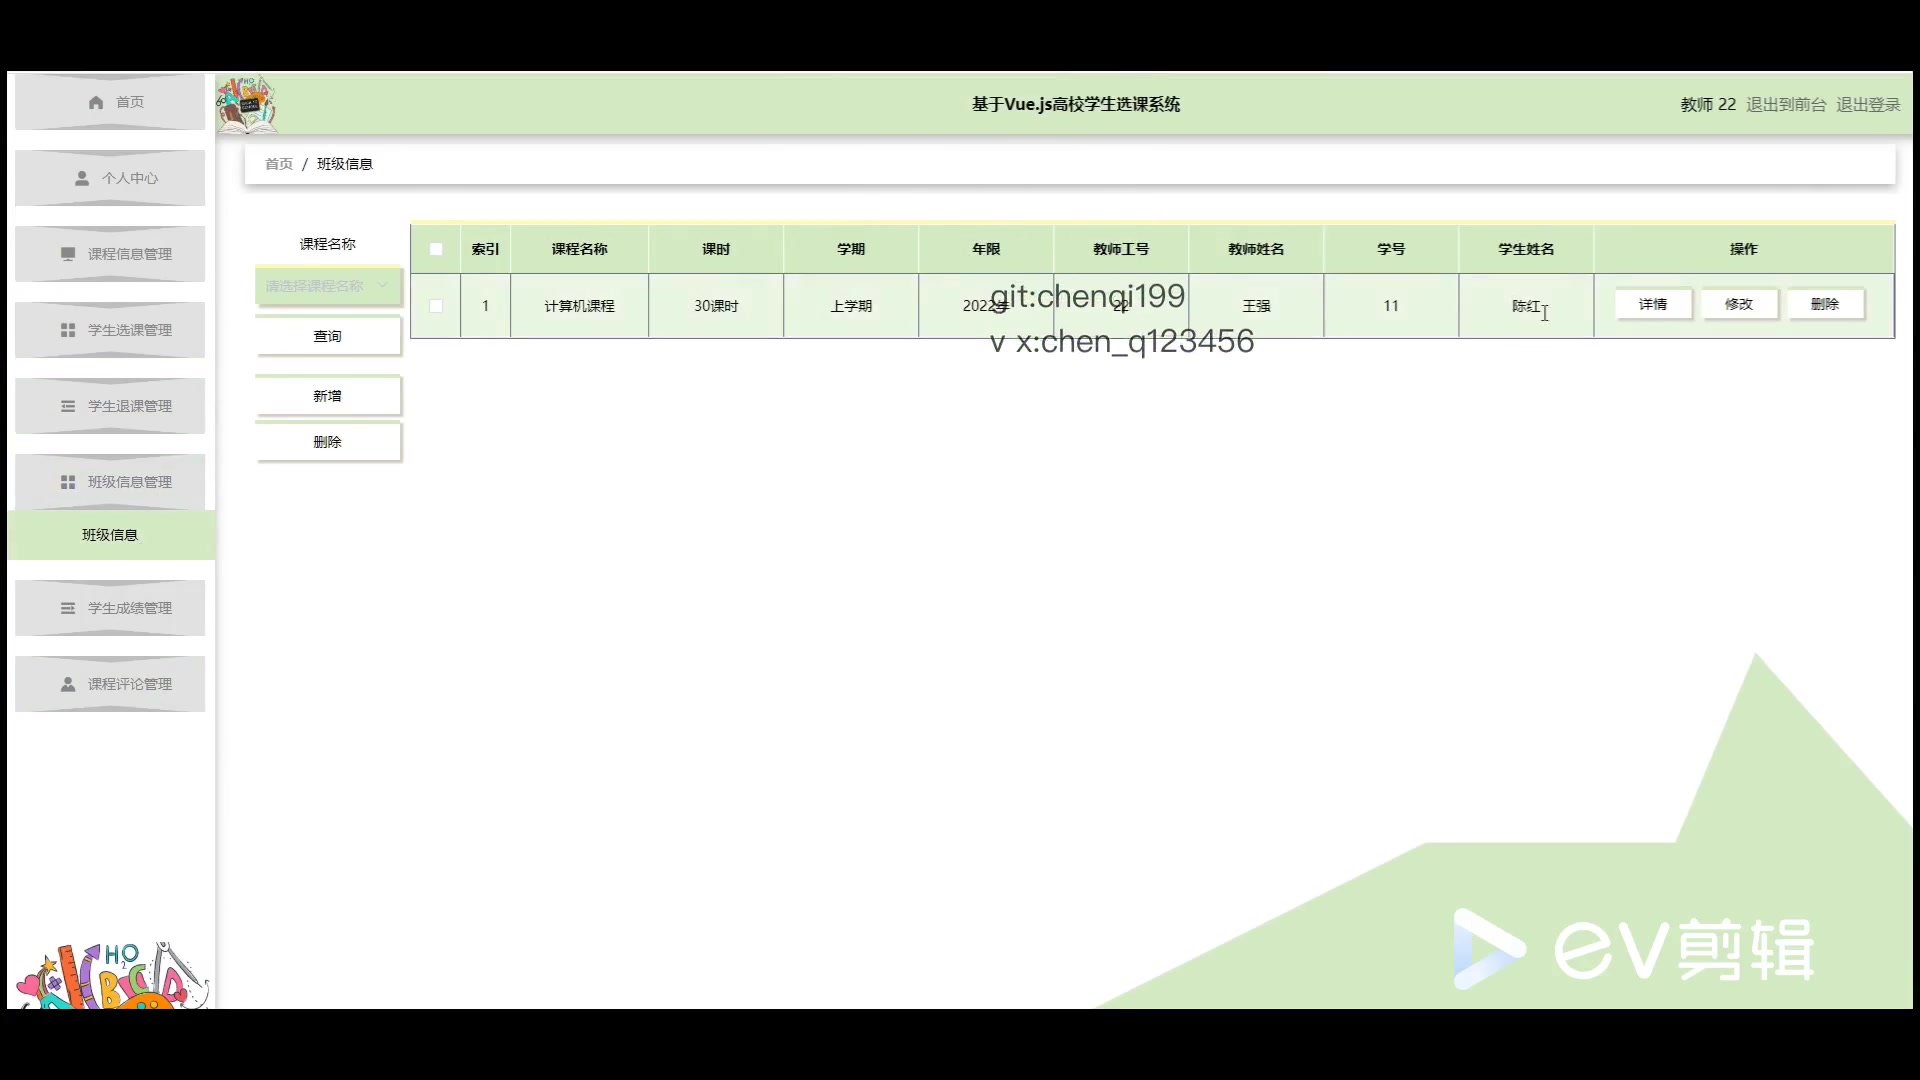 首页
个人中心
课程信息管理
学生选课管理
学生退课管理
班级信息管理
班级信息
学生成绩管理
课程评论管理
基于Vue.js高校学生选课系统
教师 22 退出到前台 退出登录
首页 / 班级信息
课程名称
请选择课程名称
查询
新增
删除
索引 课程名称 课时 学期 年限 教师工号 教师姓名 学号 学生姓名 操作
1 计算机课程 30课时 上学期 2022年 22 王强 11 陈红 详情 修改 删除
git:chenqi199
v x:chen_q123456
HO
2
BCD
ev剪辑